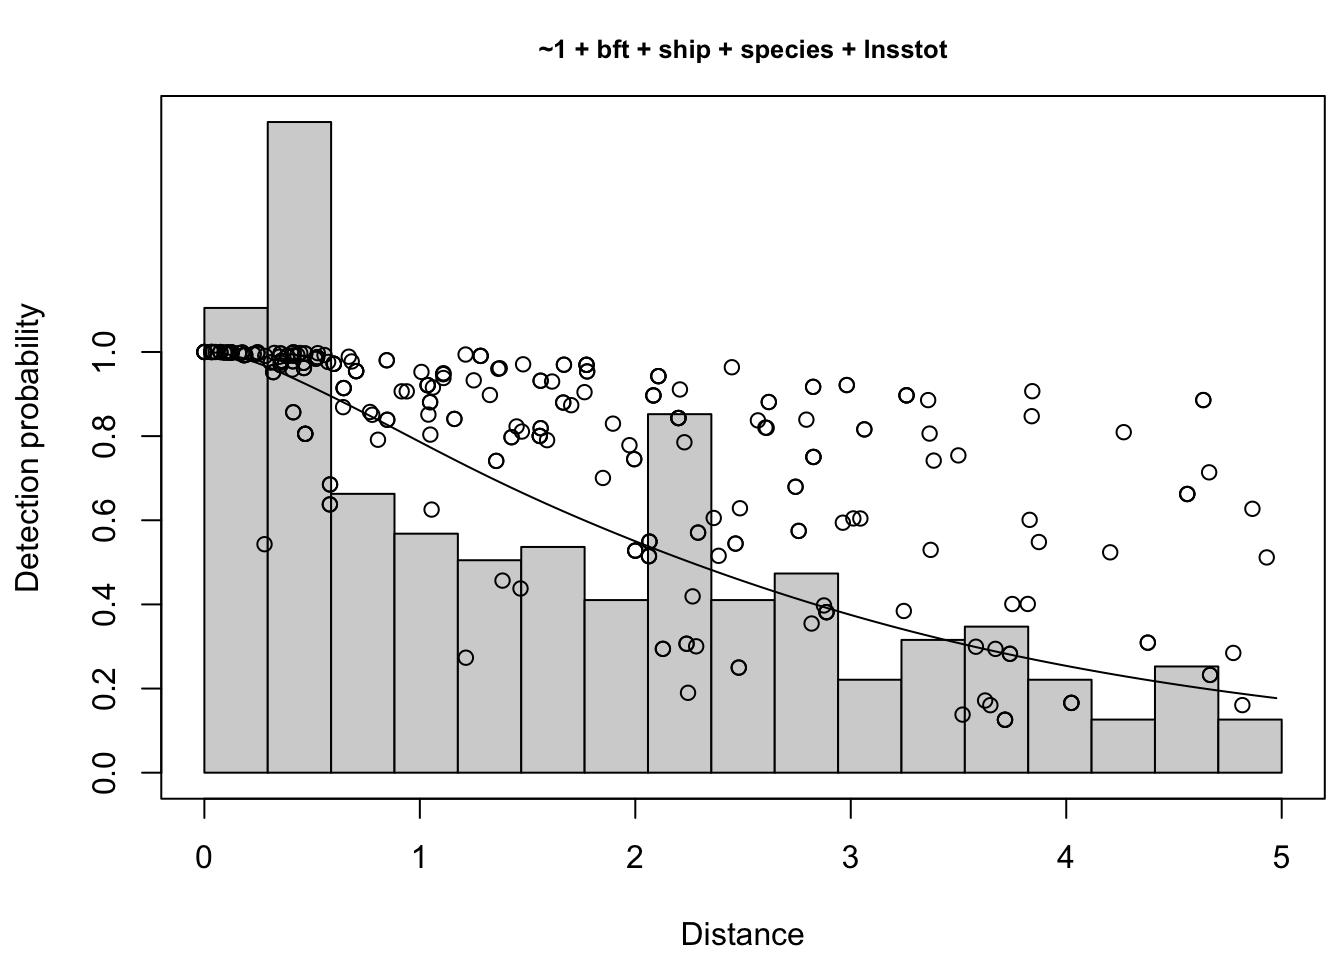 ~1 + bft + ship + species + lnsstot
Detection probability
1.0
0.8
0.6
0.4
0.2
0.0
0 1 2 3 4 5
Distance